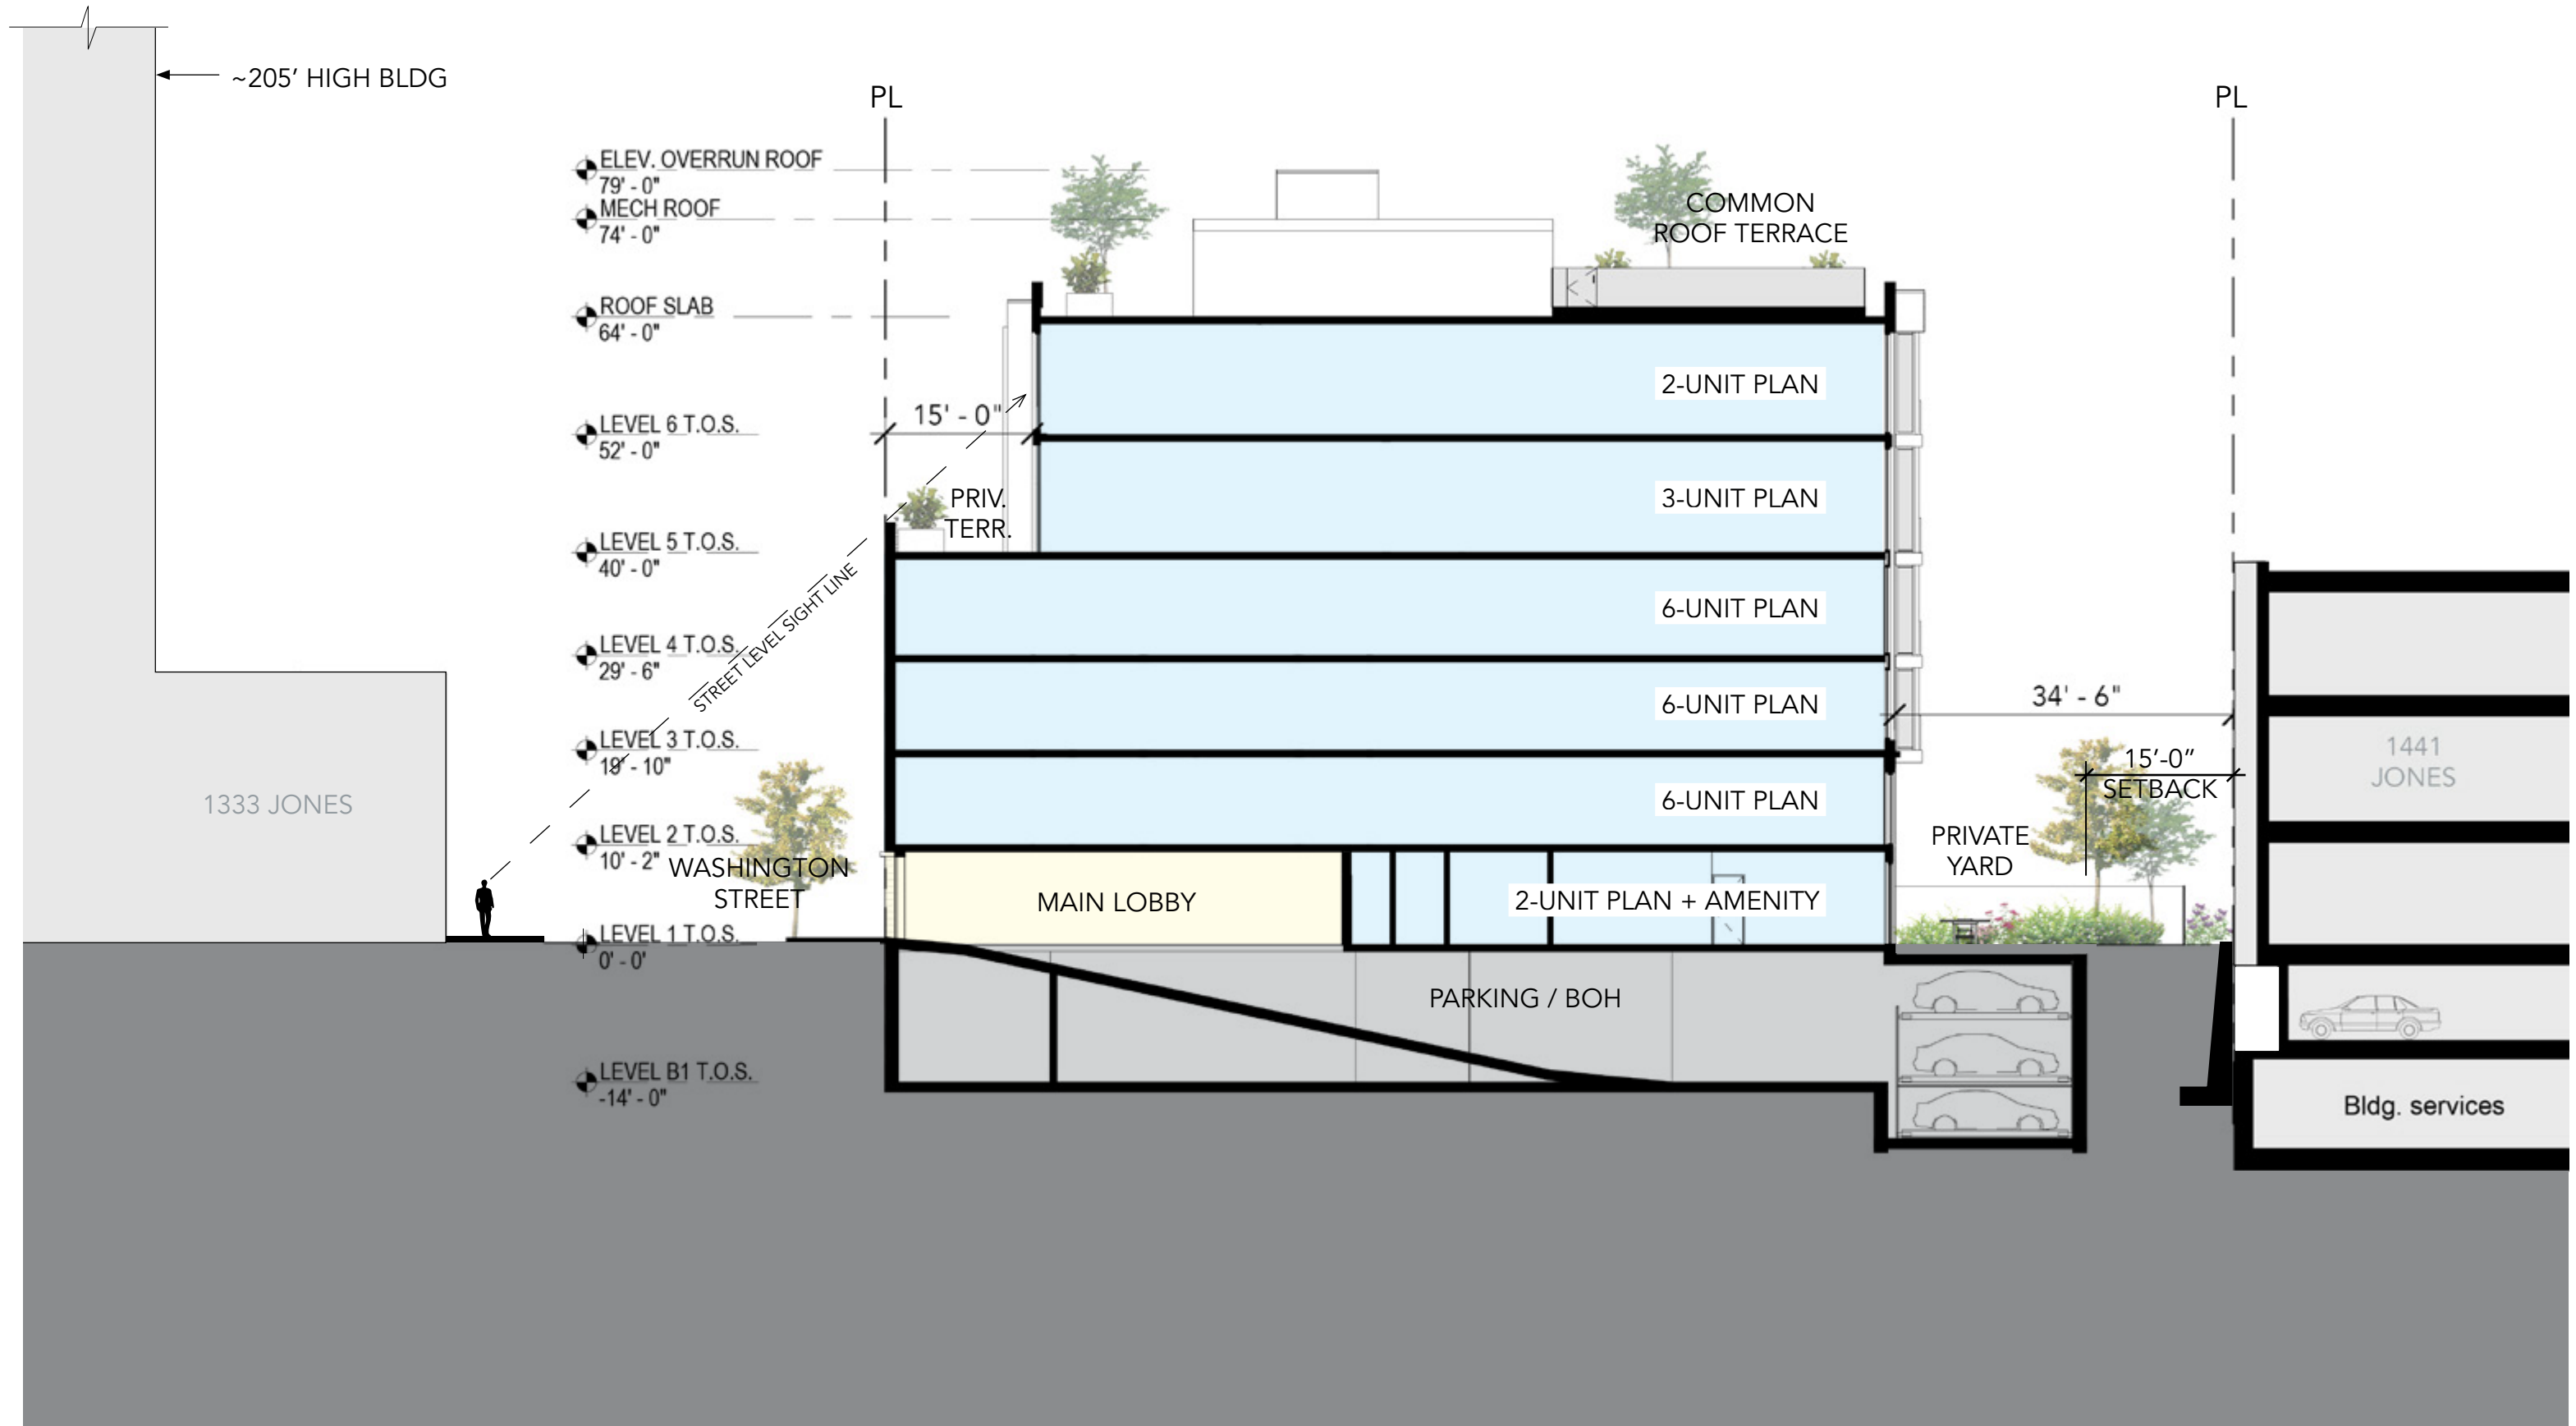 ~205’ HIGH BLDG
PL
PL
ELEV. OVERRUN ROOF
79' - 0"
MECH ROOF
74' - 0"
COMMON
ROOF TERRACE
ROOF SLAB
64' - 0"
2-UNIT PLAN
15' - 0"
LEVEL 6 T.O.S.
52' - 0"
PRIV.
TERR.
3-UNIT PLAN
LEVEL 5 T.O.S.
40' - 0"
STREET LEVEL SIGHT LINE
6-UNIT PLAN
LEVEL 4 T.O.S.
29' - 6"
6-UNIT PLAN
34' - 6"
LEVEL 3 T.O.S.
19' - 10"
15’-0”
SETBACK
1441
JONES
1333 JONES
6-UNIT PLAN
LEVEL 2 T.O.S.
10' - 2"
WASHINGTON
STREET
PRIVATE
YARD
MAIN LOBBY
2-UNIT PLAN + AMENITY
LEVEL 1 T.O.S.
0' - 0'
PARKING / BOH
LEVEL B1 T.O.S.
-14' - 0"
Bldg. services